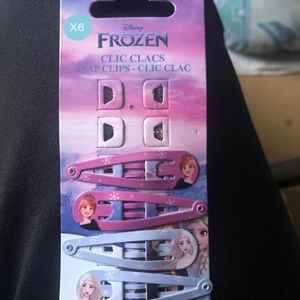 X6
Disney
FROZEN
CLIC CLACS
SNAP CLIPS - CLIC CLAC